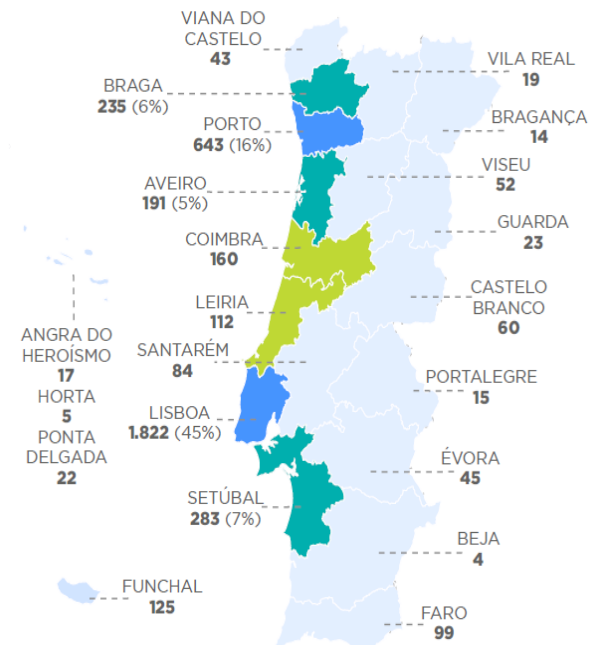 VIANA DO
CASTELO
43
BRAGA
235 (6%)
PORTO
643 (16%)
AVEIRO
191 (5%)
COIMBRA
160
LEIRIA
112
SANTARÉM
84
LISBOA
1.822 (45%)
SETÚBAL
283 (7%)
ANGRA DO
HEROÍSMO
17
HORTA
5
PONTA
DELGADA
22
FUNCHAL
125
VILA REAL
19
BRAGANÇA
14
VISEU
52
GUARDA
23
CASTELO
BRANCO
60
PORTALEGRE
15
ÉVORA
45
BEJA
4
FARO
99